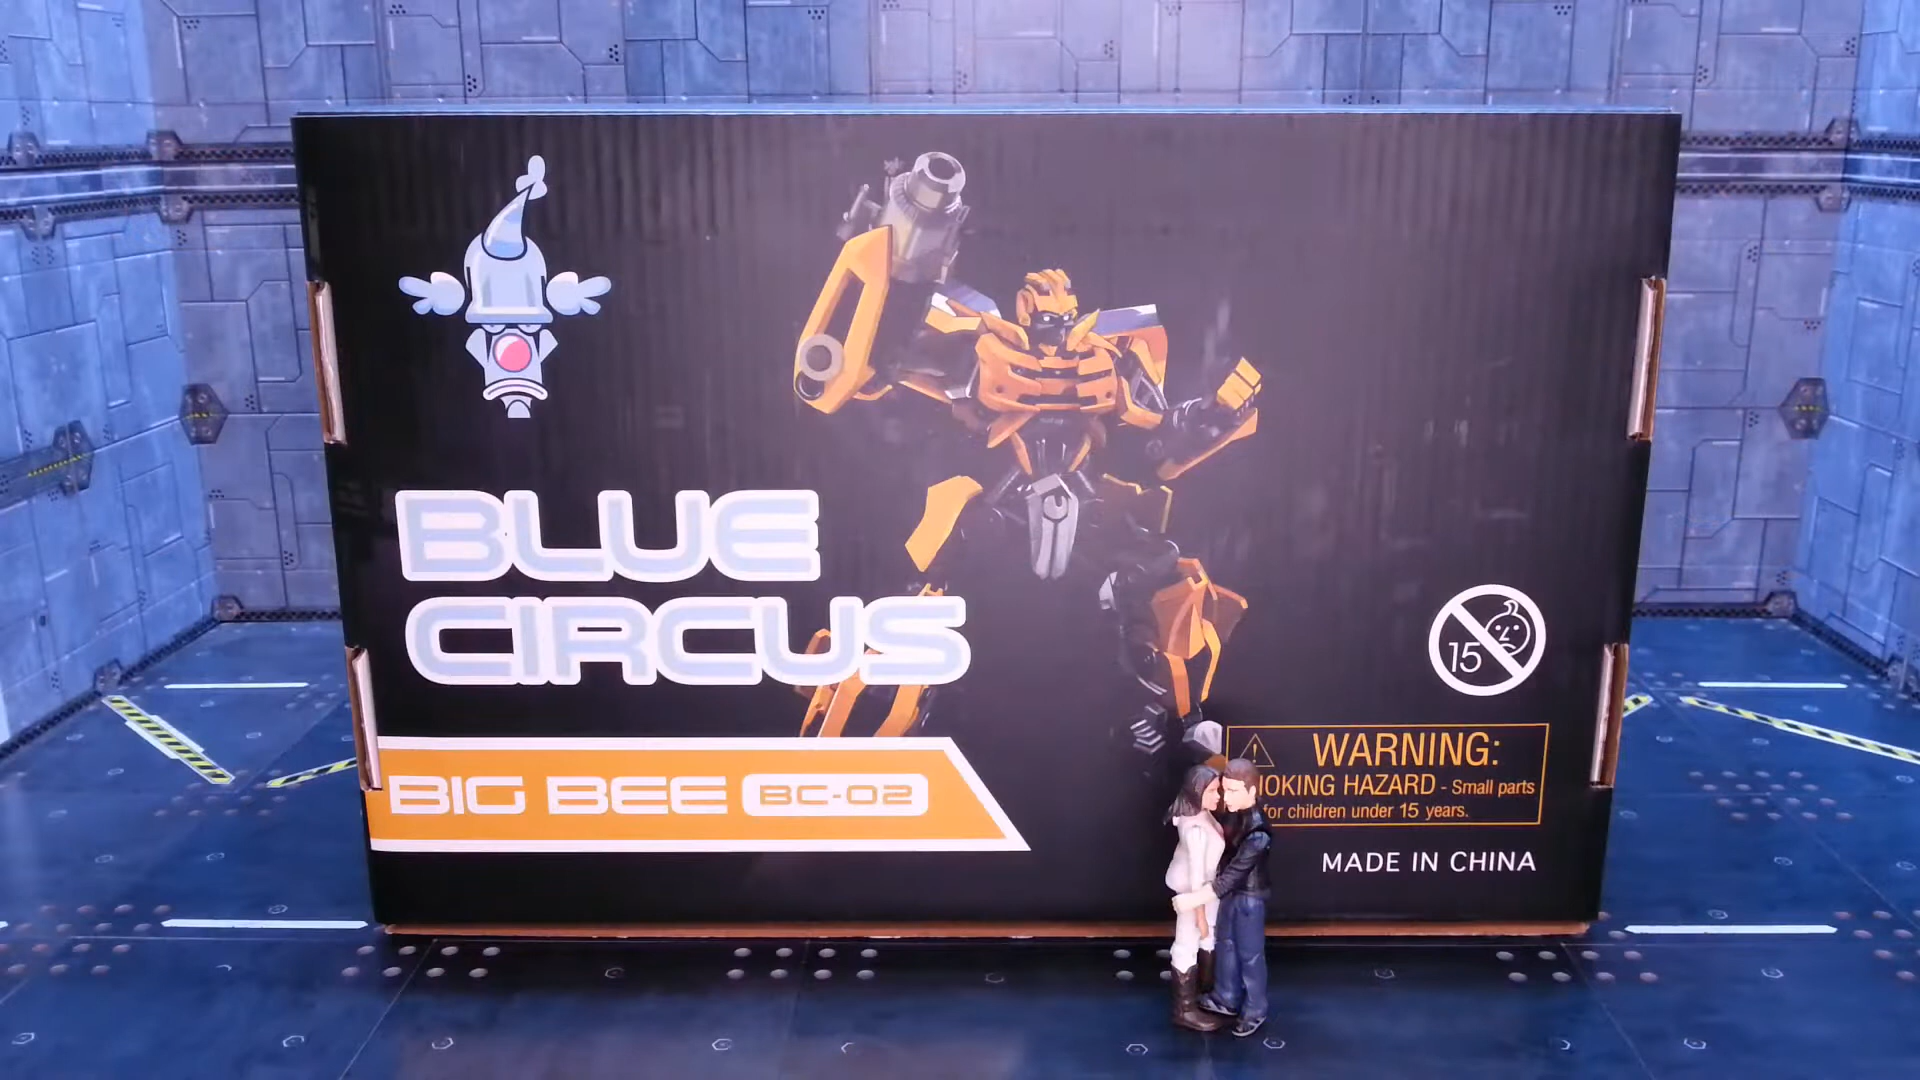 BLUE
CIRCUS
BIG BEE BC-02
15
WARNING:
HAZARD - Small parts
for children under 15 years.
MADE IN CHINA